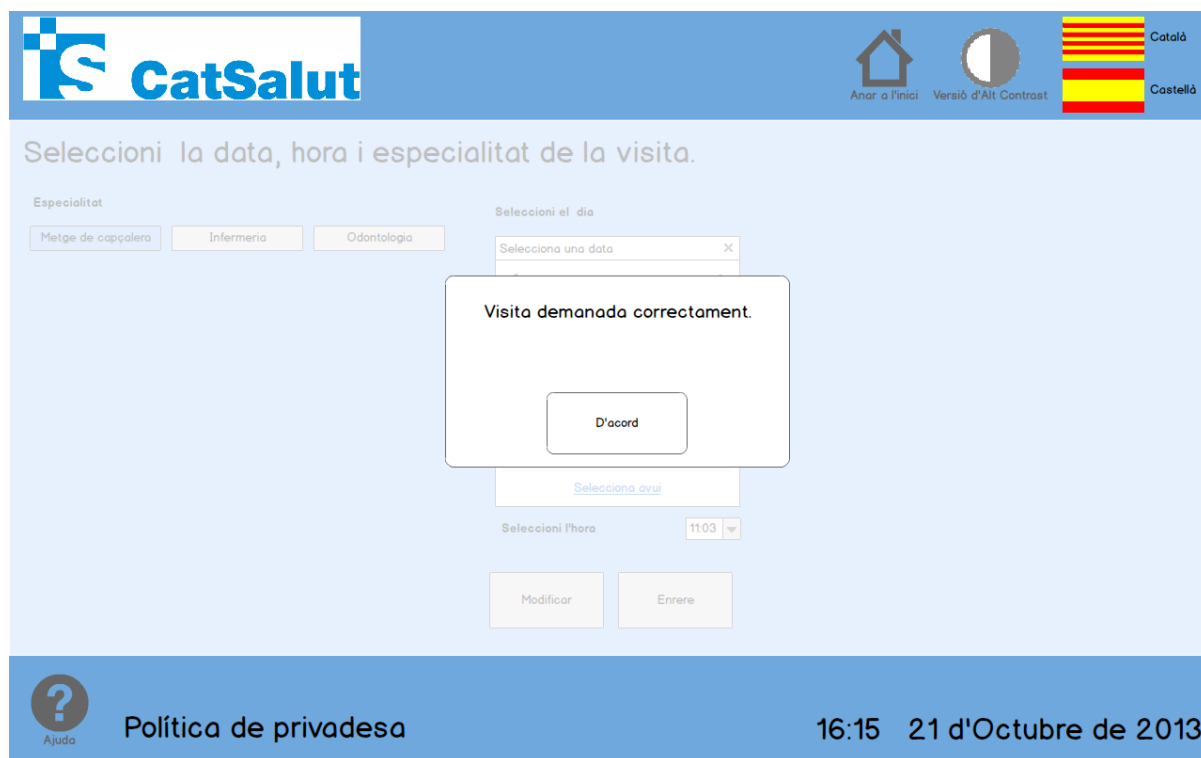 CatSalut
Anar a l'inici
Versió d'Alt Contrast
Català
Castellà
Seleccioni la data, hora i especialitat de la visita.
Especialitat
Metge de capçalera
Infermeria
Odontologia
Seleccioni el dia
Selecciona una data
Visita demanada correctament.
D'acord
Selecciona avui
Seleccioni l'hora
11:03
Modificar
Enrere
Ajuda
Política de privadesa
16:15 21 d'Octubre de 2013